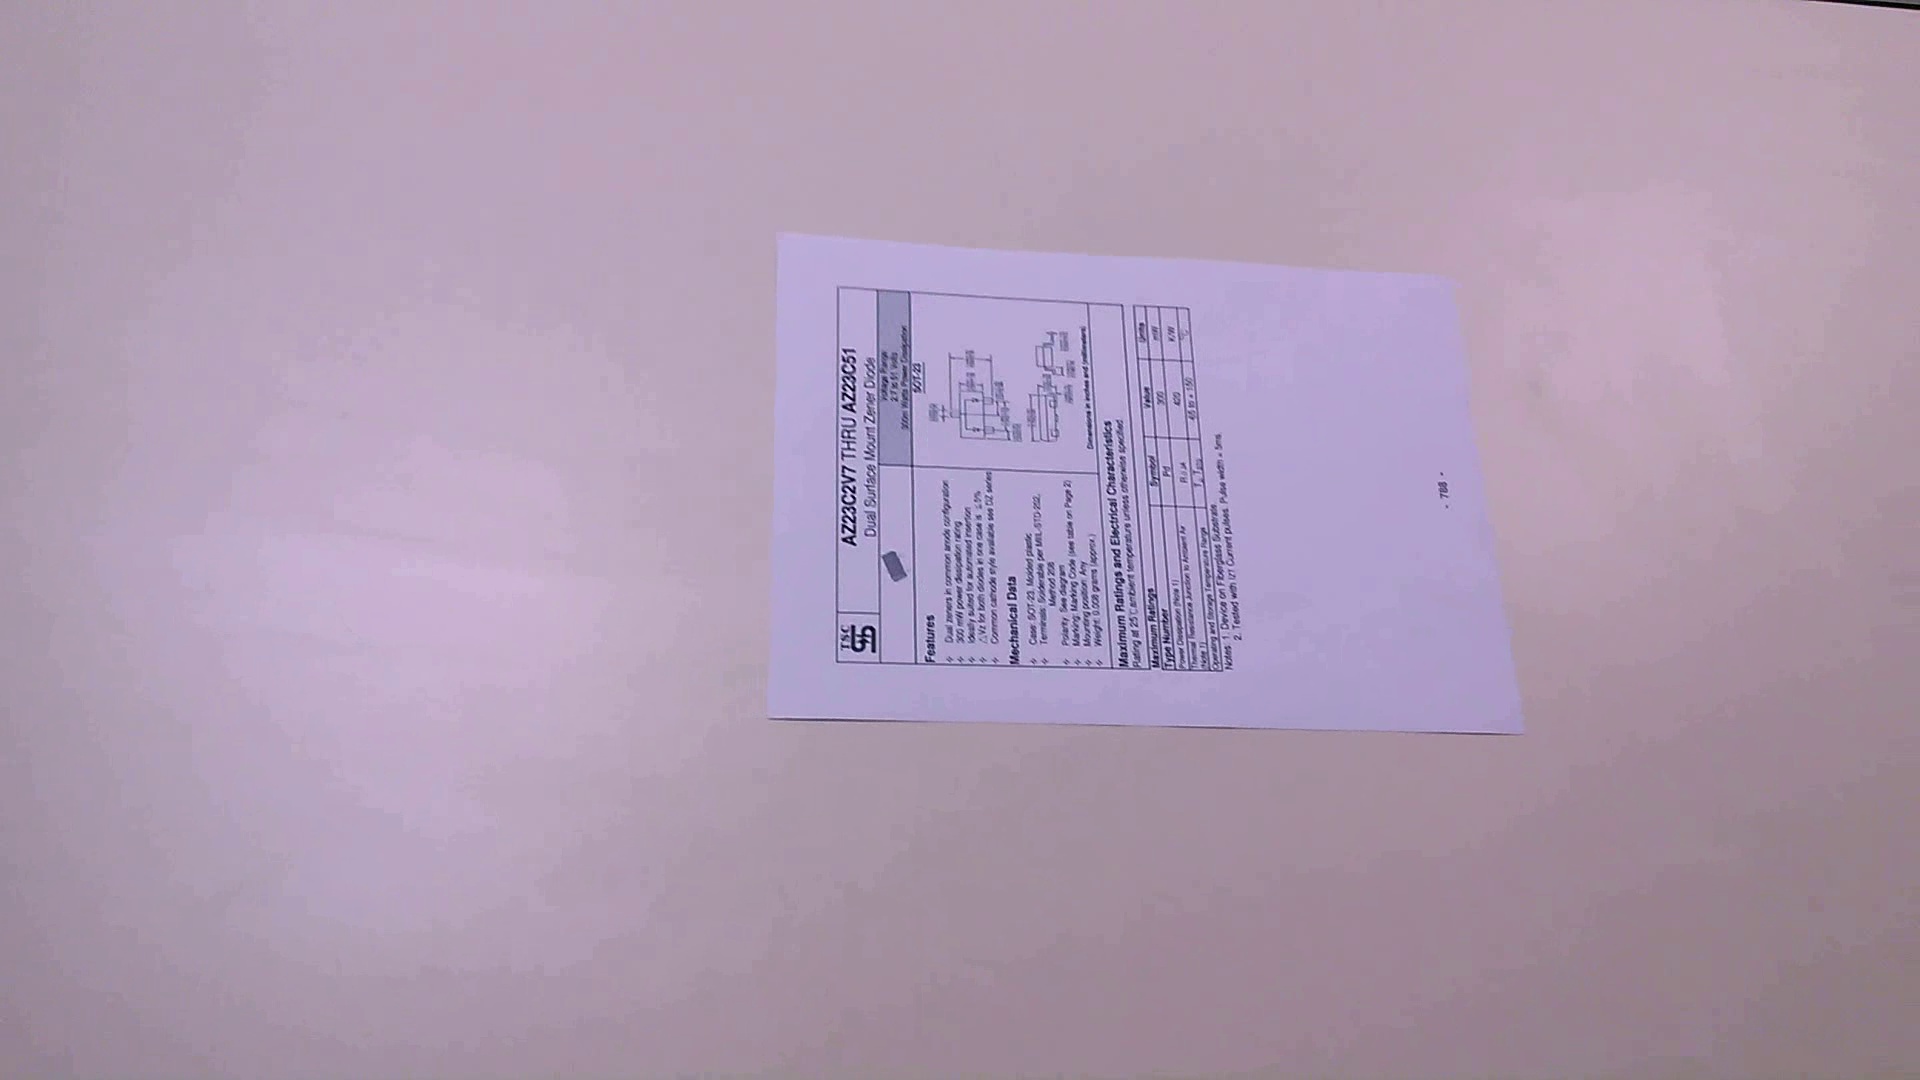 TSC
AZ23C2V7 THRU AZ23C51
Dual Surface Mount Zener Diode
Voltage Range
2.7 to 51 Volts
300m Watts Power Dissipation
SOT-23
Features
Dual zeners in common anode configuration
300 mW power dissipation rating
Ideally suited for automated insertion
△Vz for both diodes in one case is ≦5%
Common cathode style available see DZ series
Mechanical Data
Case: SOT-23, Molded plastic
Terminals: Solderable per MIL-STD-202,
Method 208
Polarity: See diagram
Marking: Marking Code (see table on Page 2)
Mounting position: Any
Weight: 0.008 grams (approx.)
Dimensions in inches and (millimeters)
Maximum Ratings and Electrical Characteristics
Rating at 25℃ ambient temperature unless otherwise specified.
Maximum Ratings
Type Number Symbol Value Units
Power Dissipation (Note 1) Pd 300 mW
Thermal Resistance Junction to Ambient Air
(Note 1) RθJA 420 K/W
Operating and Storage Temperature Range -65 to + 150 ℃
Notes: 1. Device on Fiberglass Substrate.
2. Tested with
Current pulses. Pulse width = 5ms.
- 788 -